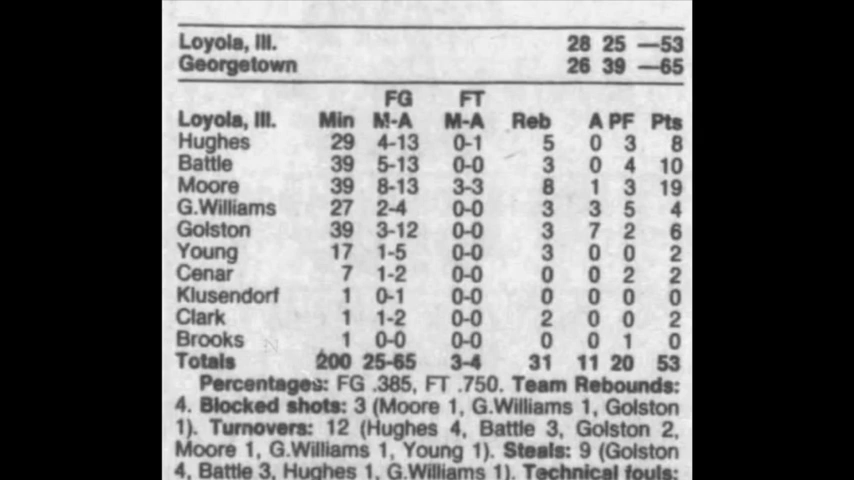 Loyola, Ill. 28 25 —53
Georgetown 26 39 —65
FG FT
Loyola, Ill. Min M-A M-A Reb A PF Pts
Hughes 29 4-13 0-1 5 0 3 8
Battle 39 5-13 0-0 3 0 4 10
Moore 39 8-13 3-3 8 1 3 19
G.Williams 27 2-4 0-0 3 3 5 4
Golston 39 3-12 0-0 3 7 2 6
Young 17 1-5 0-0 3 0 0 2
Cenar 7 1-2 0-0 0 0 2 2
Klusendorf 1 0-1 0-0 0 0 0 0
Clark 1 1-2 0-0 2 0 0 2
Brooks 1 0-0 0-0 0 0 1 0
Totals 200 25-65 3-4 31 11 20 53
Percentages: FG .385, FT .750. Team Rebounds:
4. Blocked shots: 3 (Moore 1, G.Williams 1, Golston
1). Turnovers: 12 (Hughes 4, Battle 3, Golston 2,
Moore 1, G.Williams 1, Young 1). Steals: 9 (Golston
4, Battle 3, Hughes 1, G.Williams 1). Technical fouls: